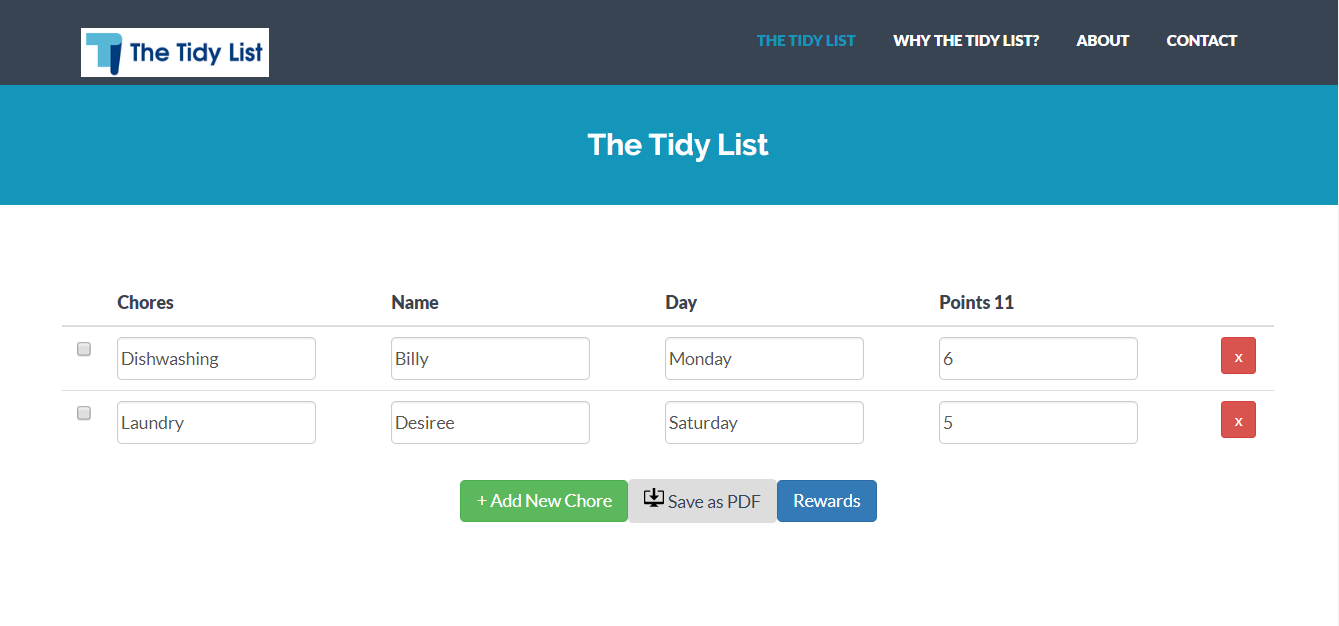 The Tidy List
THE TIDY LIST WHY THE TIDY LIST? ABOUT CONTACT
The Tidy List
Chores Name Day Points 11
Dishwashing Billy Monday 6 x
Laundry Desiree Saturday 5 x
+ Add New Chore Save as PDF Rewards